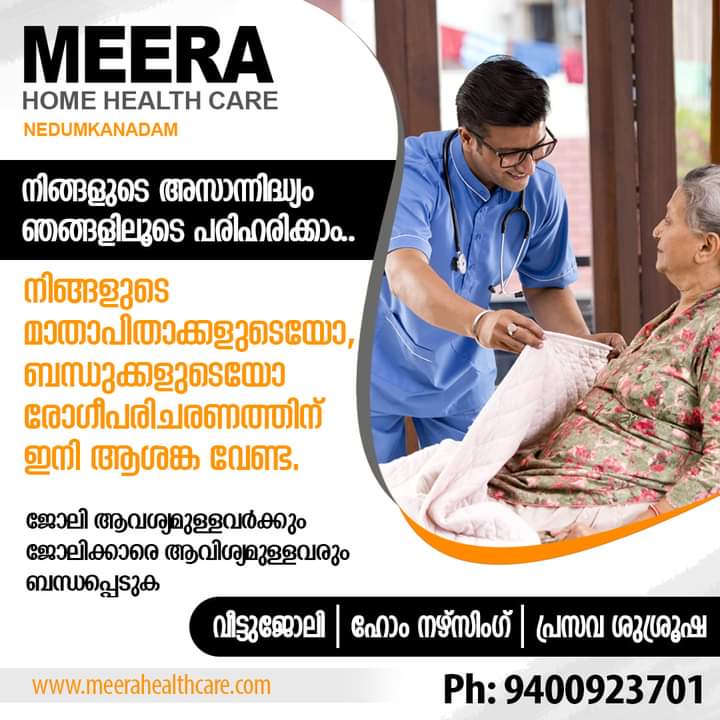 MEERA
HOME HEALTH CARE
NEDUMKANADAM
നിങ്ങളുടെ അസാന്നിദ്ധ്യം
ഞങ്ങളിലൂടെ പരിഹരിക്കാം..
നിങ്ങളുടെ
മാതാപിതാക്കളുടെയോ,
ബന്ധുക്കളുടെയോ
രോഗീപരിചരണത്തിന്
ഇനി ആശങ്ക വേണ്ട.
ജോലി ആവശ്യമുള്ളവർക്കും
ജോലിക്കാരെ ആവിശ്യമുള്ളവരും
ബന്ധപ്പെടുക
വീട്ടുജോലി | ഹോം നഴ്സിംഗ് | പ്രസവ ശുശ്രൂഷ
www.meerahealthcare.com
Ph: 9400923701